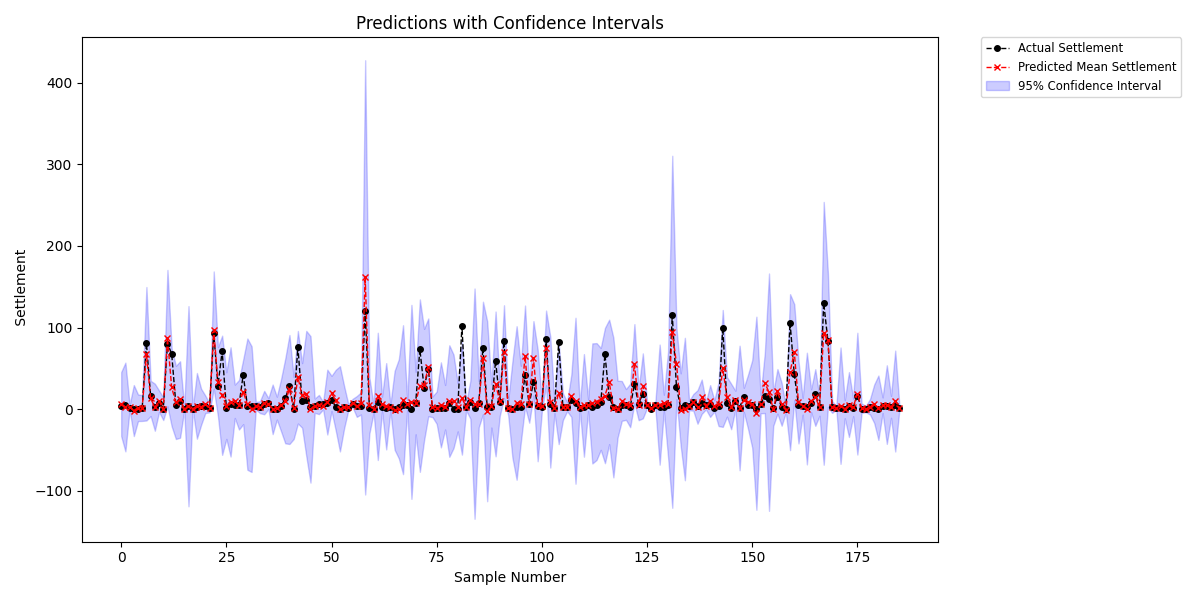 Predictions with Confidence Intervals
Actual Settlement
Predicted Mean Settlement
95% Confidence Interval
Settlement
400
300
200
100
0
−100
0 25 50 75 100 125 150 175
Sample Number